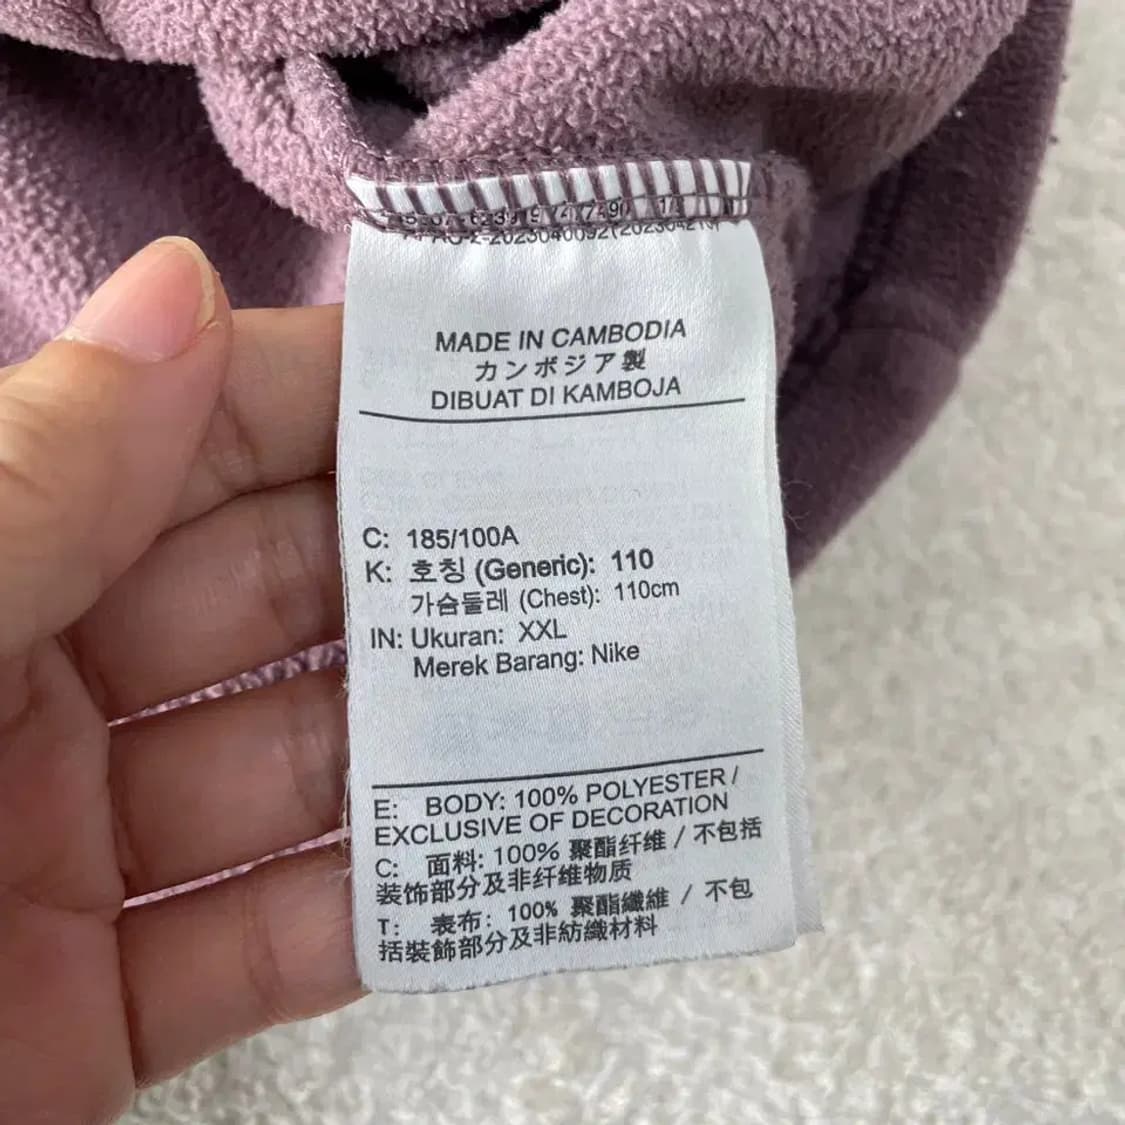 MADE IN CAMBODIA
カンボジア製
DIBUAT DI KAMBOJA
C: 185/100A
K: 호칭 (Generic): 110
가슴둘레 (Chest): 110cm
IN: Ukuran: XXL
Merek Barang: Nike
E: BODY: 100% POLYESTER /
EXCLUSIVE OF DECORATION
C: 面料: 100% 聚酯纤维 / 不包括
装饰部分及非纤维物质
T: 表布: 100% 聚酯纖維 / 不包
括裝飾部分及非紡織材料